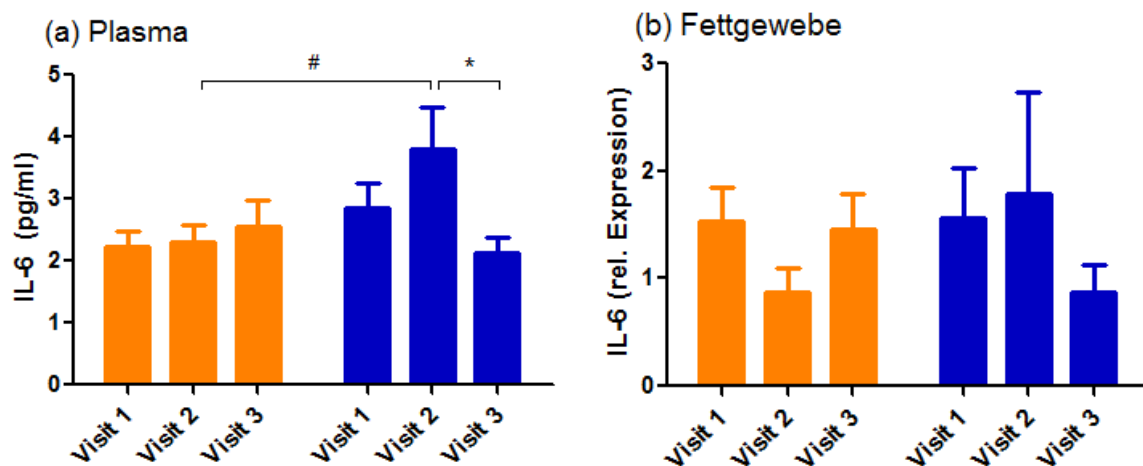 (a) Plasma
#
*
5
4
3
2
1
0
IL-6 (pg/ml)
Visit 1
Visit 2
Visit 3
Visit 1
Visit 2
Visit 3
(b) Fettgewebe
3
2
1
0
IL-6 (rel. Expression)
Visit 1
Visit 2
Visit 3
Visit 1
Visit 2
Visit 3